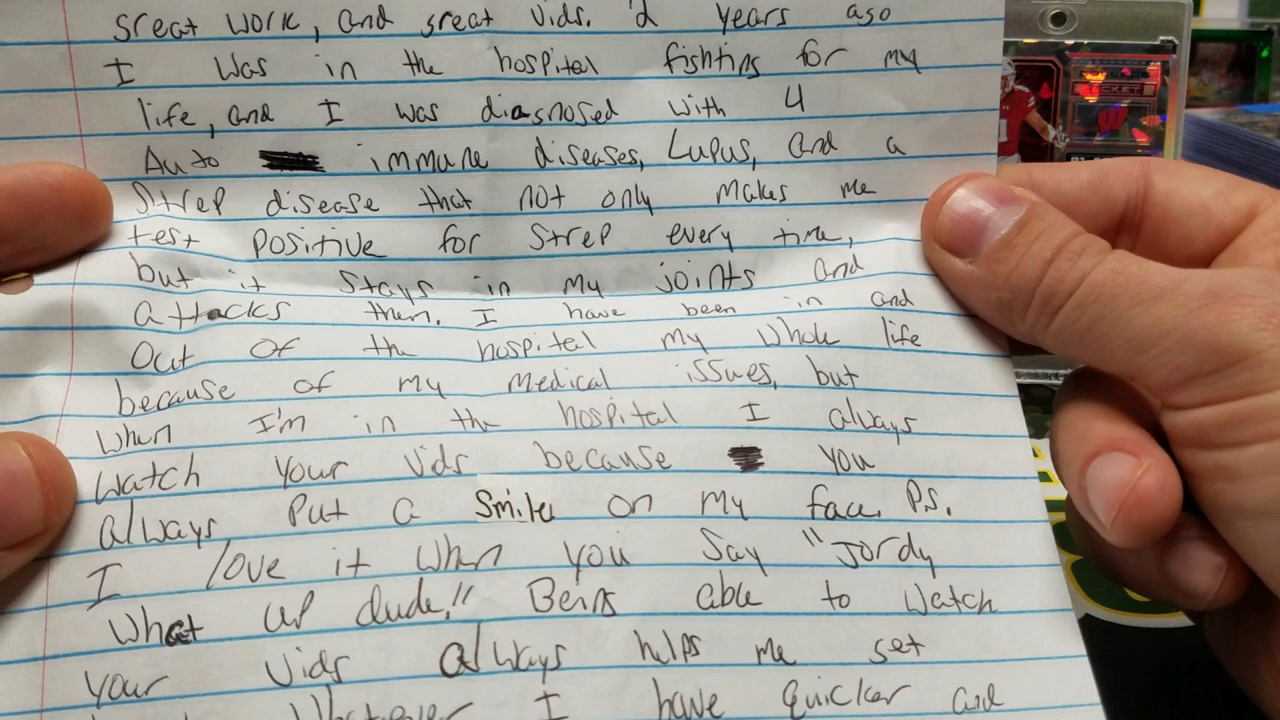 great work, and great vids. 2 years ago
I was in the hospital fighting for my
life, and I was diagnosed with 4
Auto immune diseases, Lupus, and a
Strep disease that not only makes me
test positive for strep every time,
but it stays in my joints and
attacks them. I have been in and
Out of the hospital my whole life
because of my medical issues, but
when I'm in the hospital I always
watch your vids because you
always put a smile on my face. P.S.
I love it when you say "Jordy
what up dude!" Being able to watch
your vids always helps me get
Whatever I have quicker and
TICKET